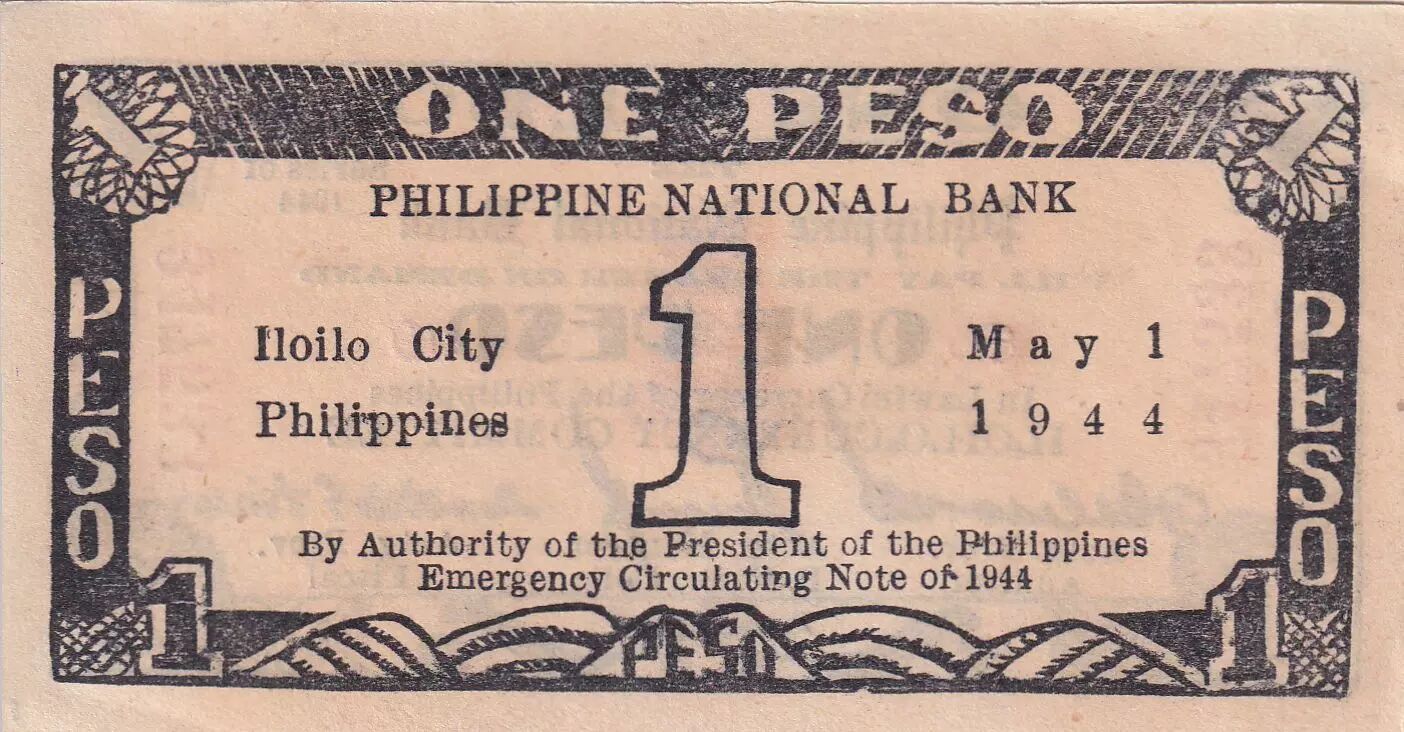 1 ONE PESO 1
PHILIPPINE NATIONAL BANK
PESO
1
PESO
Iloilo City
Philippines
May 1
1944
By Authority of the President of the Philippines
Emergency Circulating Note of 1944
1 PESO 1